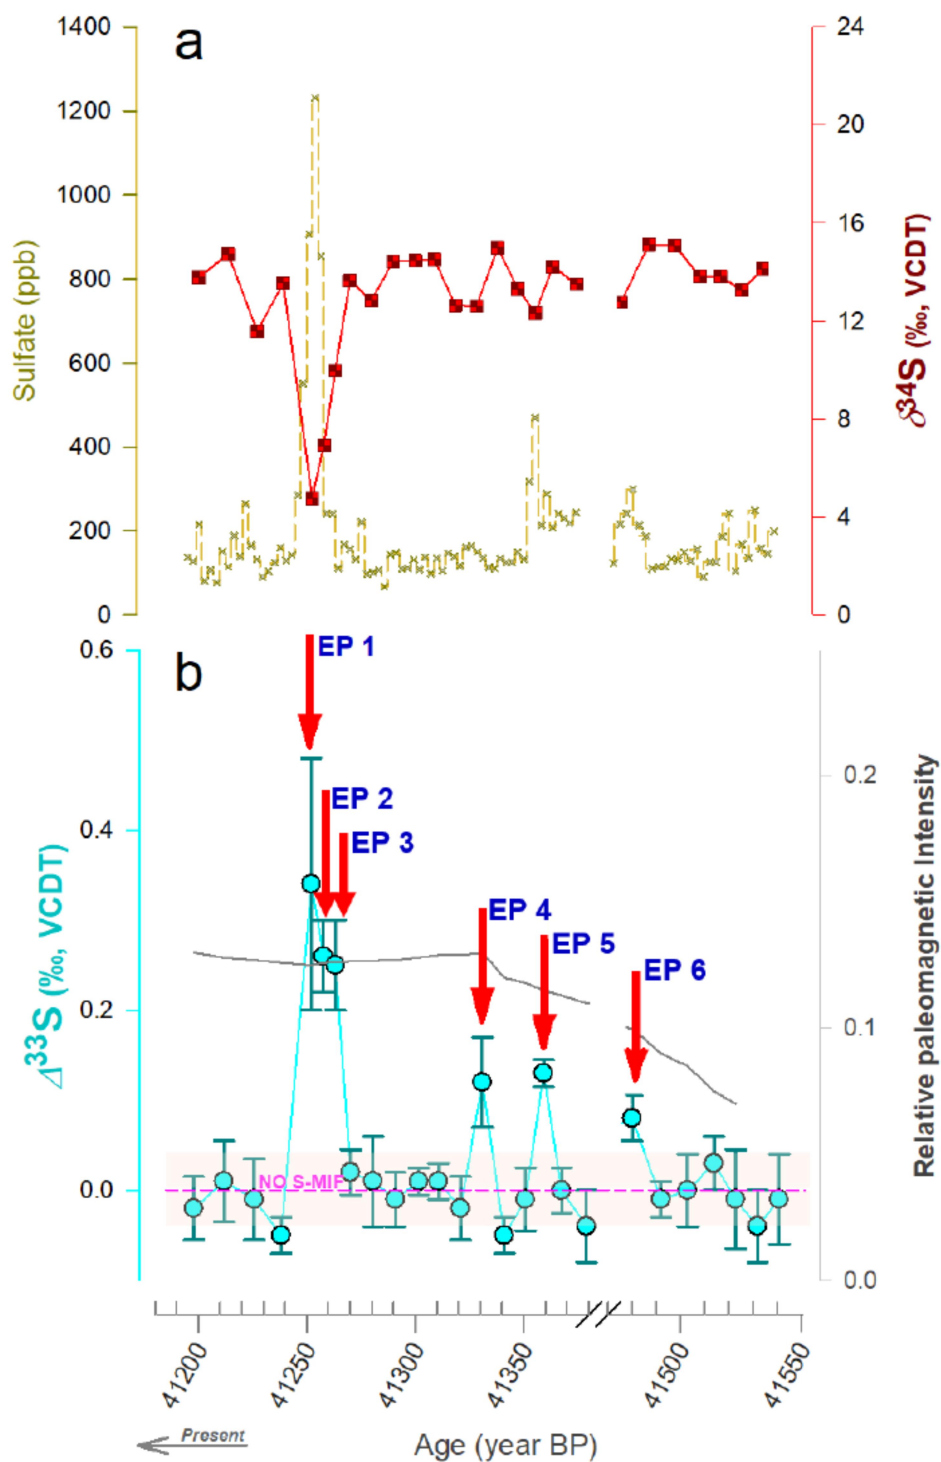 a
1400
1200
1000
800
600
400
200
0
Sulfate (ppb)
24
20
16
12
8
4
0
δ34S (‰, VCDT)
b
0.6
0.4
0.2
0.0
Δ33S (‰, VCDT)
EP 1
EP 2
EP 3
EP 4
EP 5
EP 6
NO S-MIF
0.2
0.1
0.0
Relative paleomagnetic Intensity
41200
41250
41300
41350
41500
41550
Present
Age (year BP)